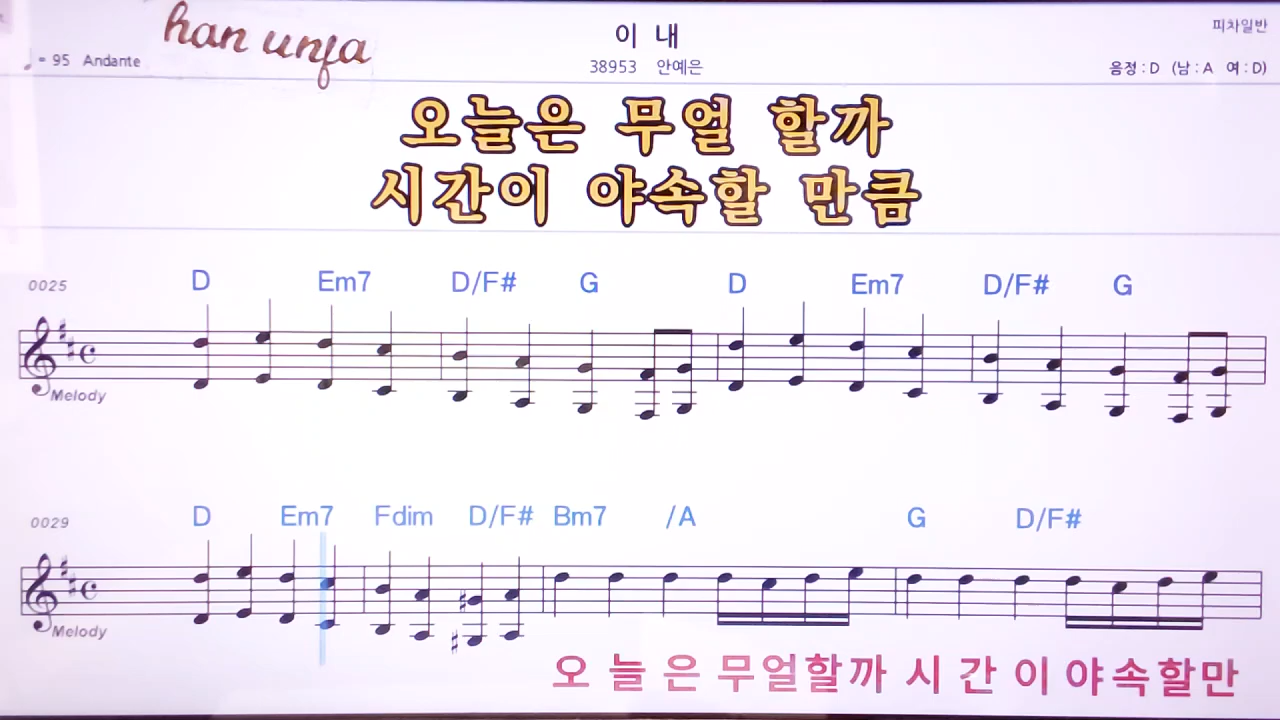 han unfa
이 내
피차일반
♩= 95 Andante
38953 안예은
음정 : D (남 : A 여 : D)
오늘은 무얼 할까
시간이 야속할 만큼
0025 D Em7 D/F# G D Em7 D/F# G
Melody
0029 D Em7 Fdim D/F# Bm7 /A G D/F#
Melody
오 늘 은 무얼할까 시 간 이 야속할만